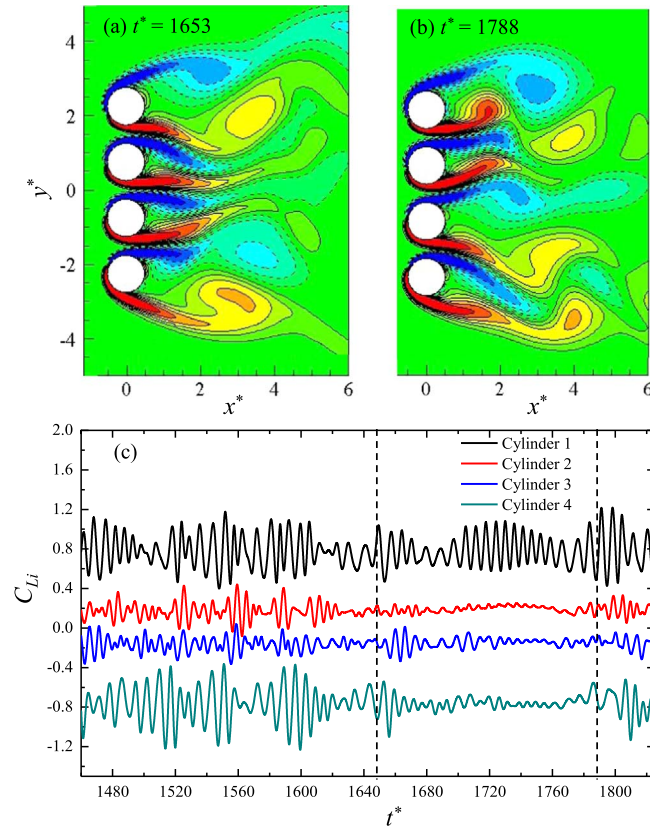 (a) t* = 1653
(b) t* = 1788
4
2
0
-2
-4
y*
0 2 4 6
0 2 4 6
x*
x*
(c)
Cylinder 1
Cylinder 2
Cylinder 3
Cylinder 4
2.0
1.6
1.2
0.8
0.4
0.0
-0.4
-0.8
-1.2
C_{Li}
1480 1520 1560 1600 1640 1680 1720 1760 1800
t*